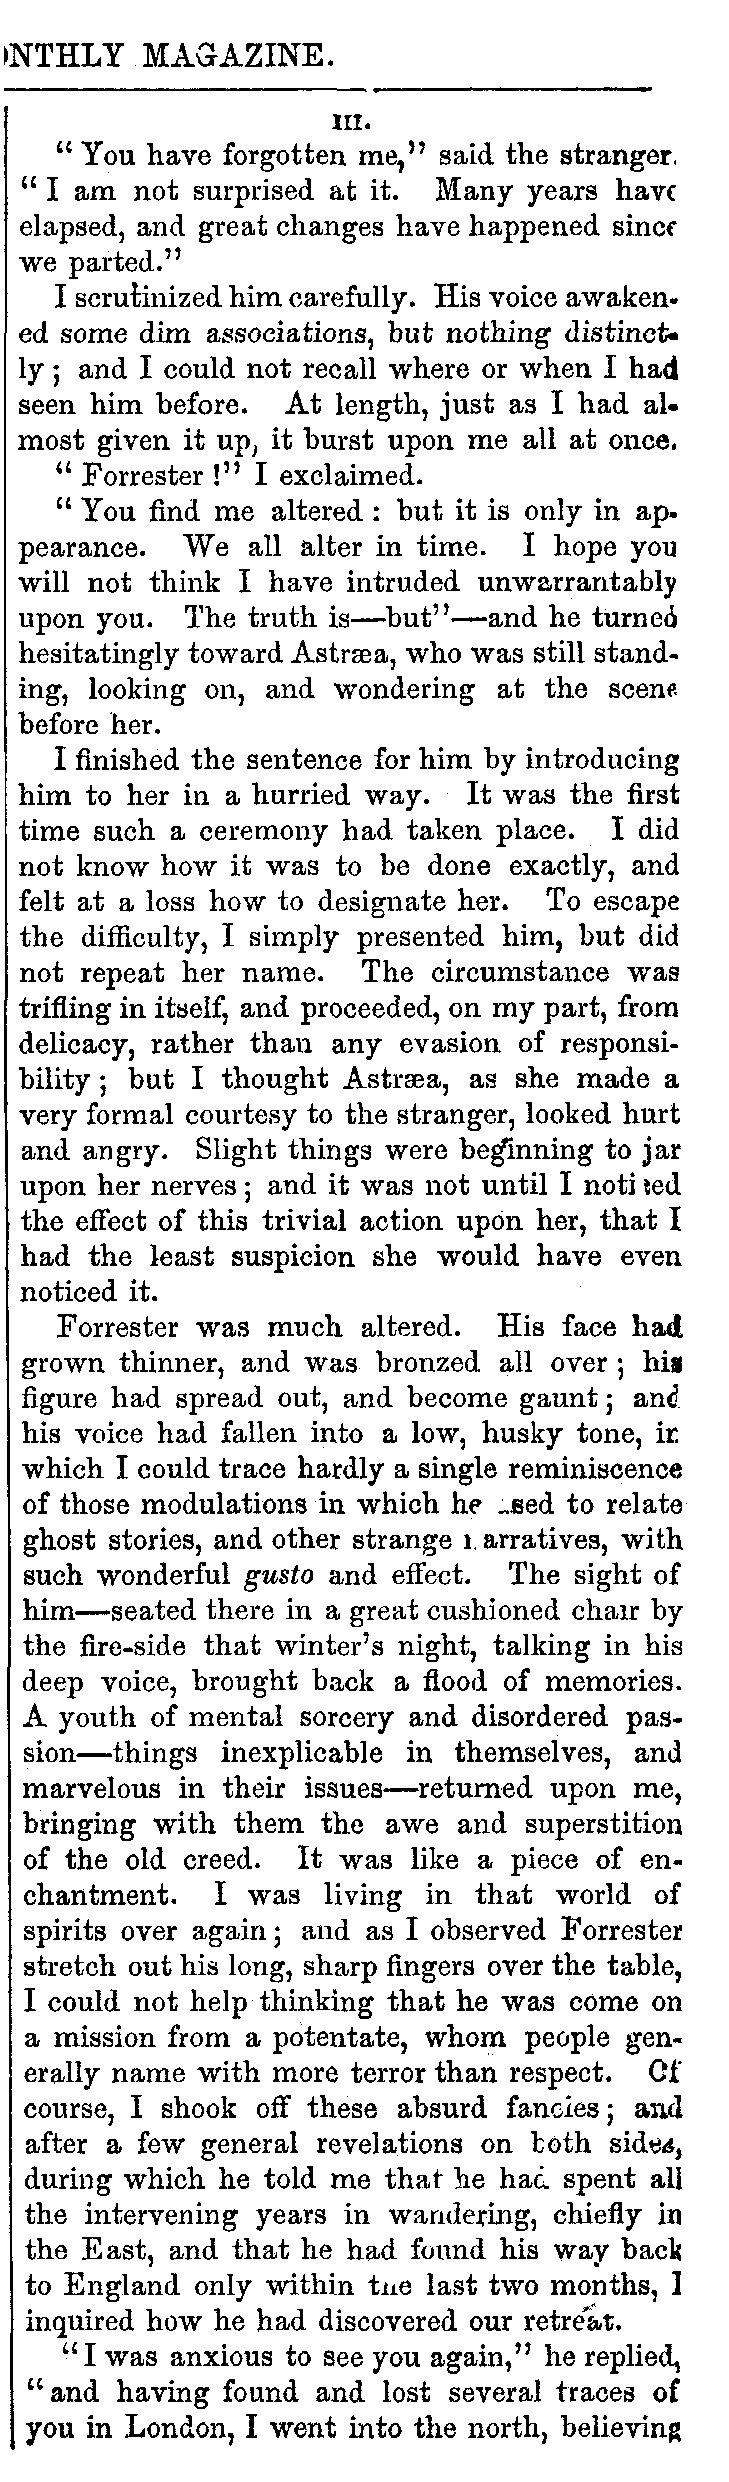 NTHLY MAGAZINE.
III.
“ You have forgotten me,” said the stranger.
“ I am not surprised at it. Many years have
elapsed, and great changes have happened since
we parted.”
I scrutinized him carefully. His voice awaken-
ed some dim associations, but nothing distinct-
ly ; and I could not recall where or when I had
seen him before. At length, just as I had al-
most given it up, it burst upon me all at once.
“ Forrester !” I exclaimed.
“ You find me altered : but it is only in ap-
pearance. We all alter in time. I hope you
will not think I have intruded unwarrantably
upon you. The truth is—but”—and he turned
hesitatingly toward Astræa, who was still stand-
ing, looking on, and wondering at the scene
before her.
I finished the sentence for him by introducing
him to her in a hurried way. It was the first
time such a ceremony had taken place. I did
not know how it was to be done exactly, and
felt at a loss how to designate her. To escape
the difficulty, I simply presented him, but did
not repeat her name. The circumstance was
trifling in itself, and proceeded, on my part, from
delicacy, rather than any evasion of responsi-
bility ; but I thought Astræa, as she made a
very formal courtesy to the stranger, looked hurt
and angry. Slight things were beginning to jar
upon her nerves ; and it was not until I noticed
the effect of this trivial action upon her, that I
had the least suspicion she would have even
noticed it.
Forrester was much altered. His face had
grown thinner, and was bronzed all over ; his
figure had spread out, and become gaunt ; and
his voice had fallen into a low, husky tone, in
which I could trace hardly a single reminiscence
of those modulations in which he used to relate
ghost stories, and other strange narratives, with
such wonderful gusto and effect. The sight of
him—seated there in a great cushioned chair by
the fire-side that winter’s night, talking in his
deep voice, brought back a flood of memories.
A youth of mental sorcery and disordered pas-
sion—things inexplicable in themselves, and
marvelous in their issues—returned upon me,
bringing with them the awe and superstition
of the old creed. It was like a piece of en-
chantment. I was living in that world of
spirits over again ; and as I observed Forrester
stretch out his long, sharp fingers over the table,
I could not help thinking that he was come on
a mission from a potentate, whom people gen-
erally name with more terror than respect. Of
course, I shook off these absurd fancies ; and
after a few general revelations on both sides,
during which he told me that he had spent all
the intervening years in wandering, chiefly in
the East, and that he had found his way back
to England only within the last two months, I
inquired how he had discovered our retreat.
“ I was anxious to see you again,” he replied,
“ and having found and lost several traces of
you in London, I went into the north, believing